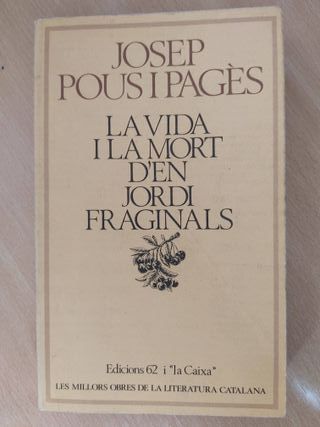 JOSEP
POUS I PAGÈS
LA VIDA
I LA MORT
D'EN
JORDI
FRAGINALS
Edicions 62 i "la Caixa"
LES MILLORS OBRES DE LA LITERATURA CATALANA